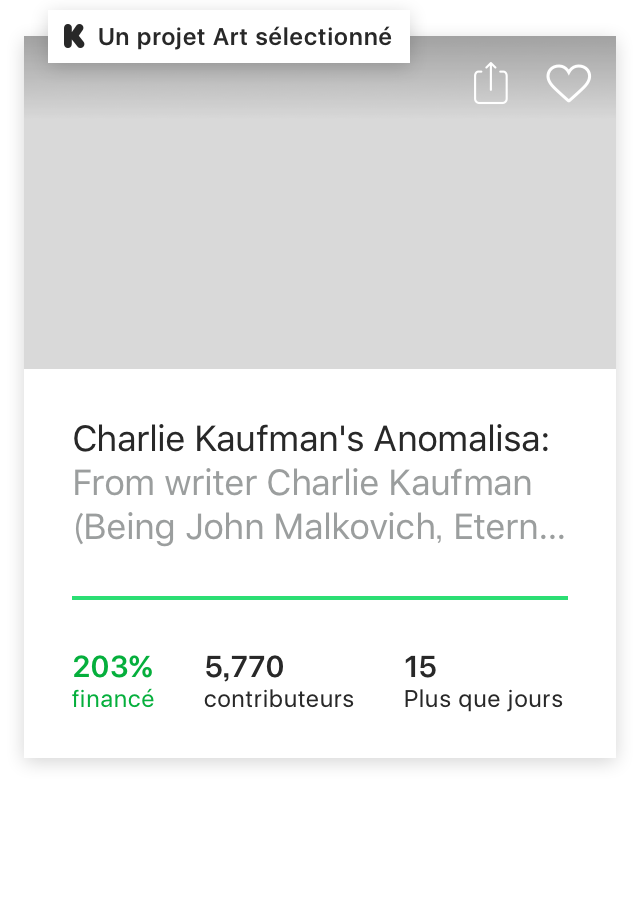 Un projet Art sélectionné
Charlie Kaufman's Anomalisa:
From writer Charlie Kaufman
(Being John Malkovich, Etern...
203%
financé
5,770
contributeurs
15
Plus que jours